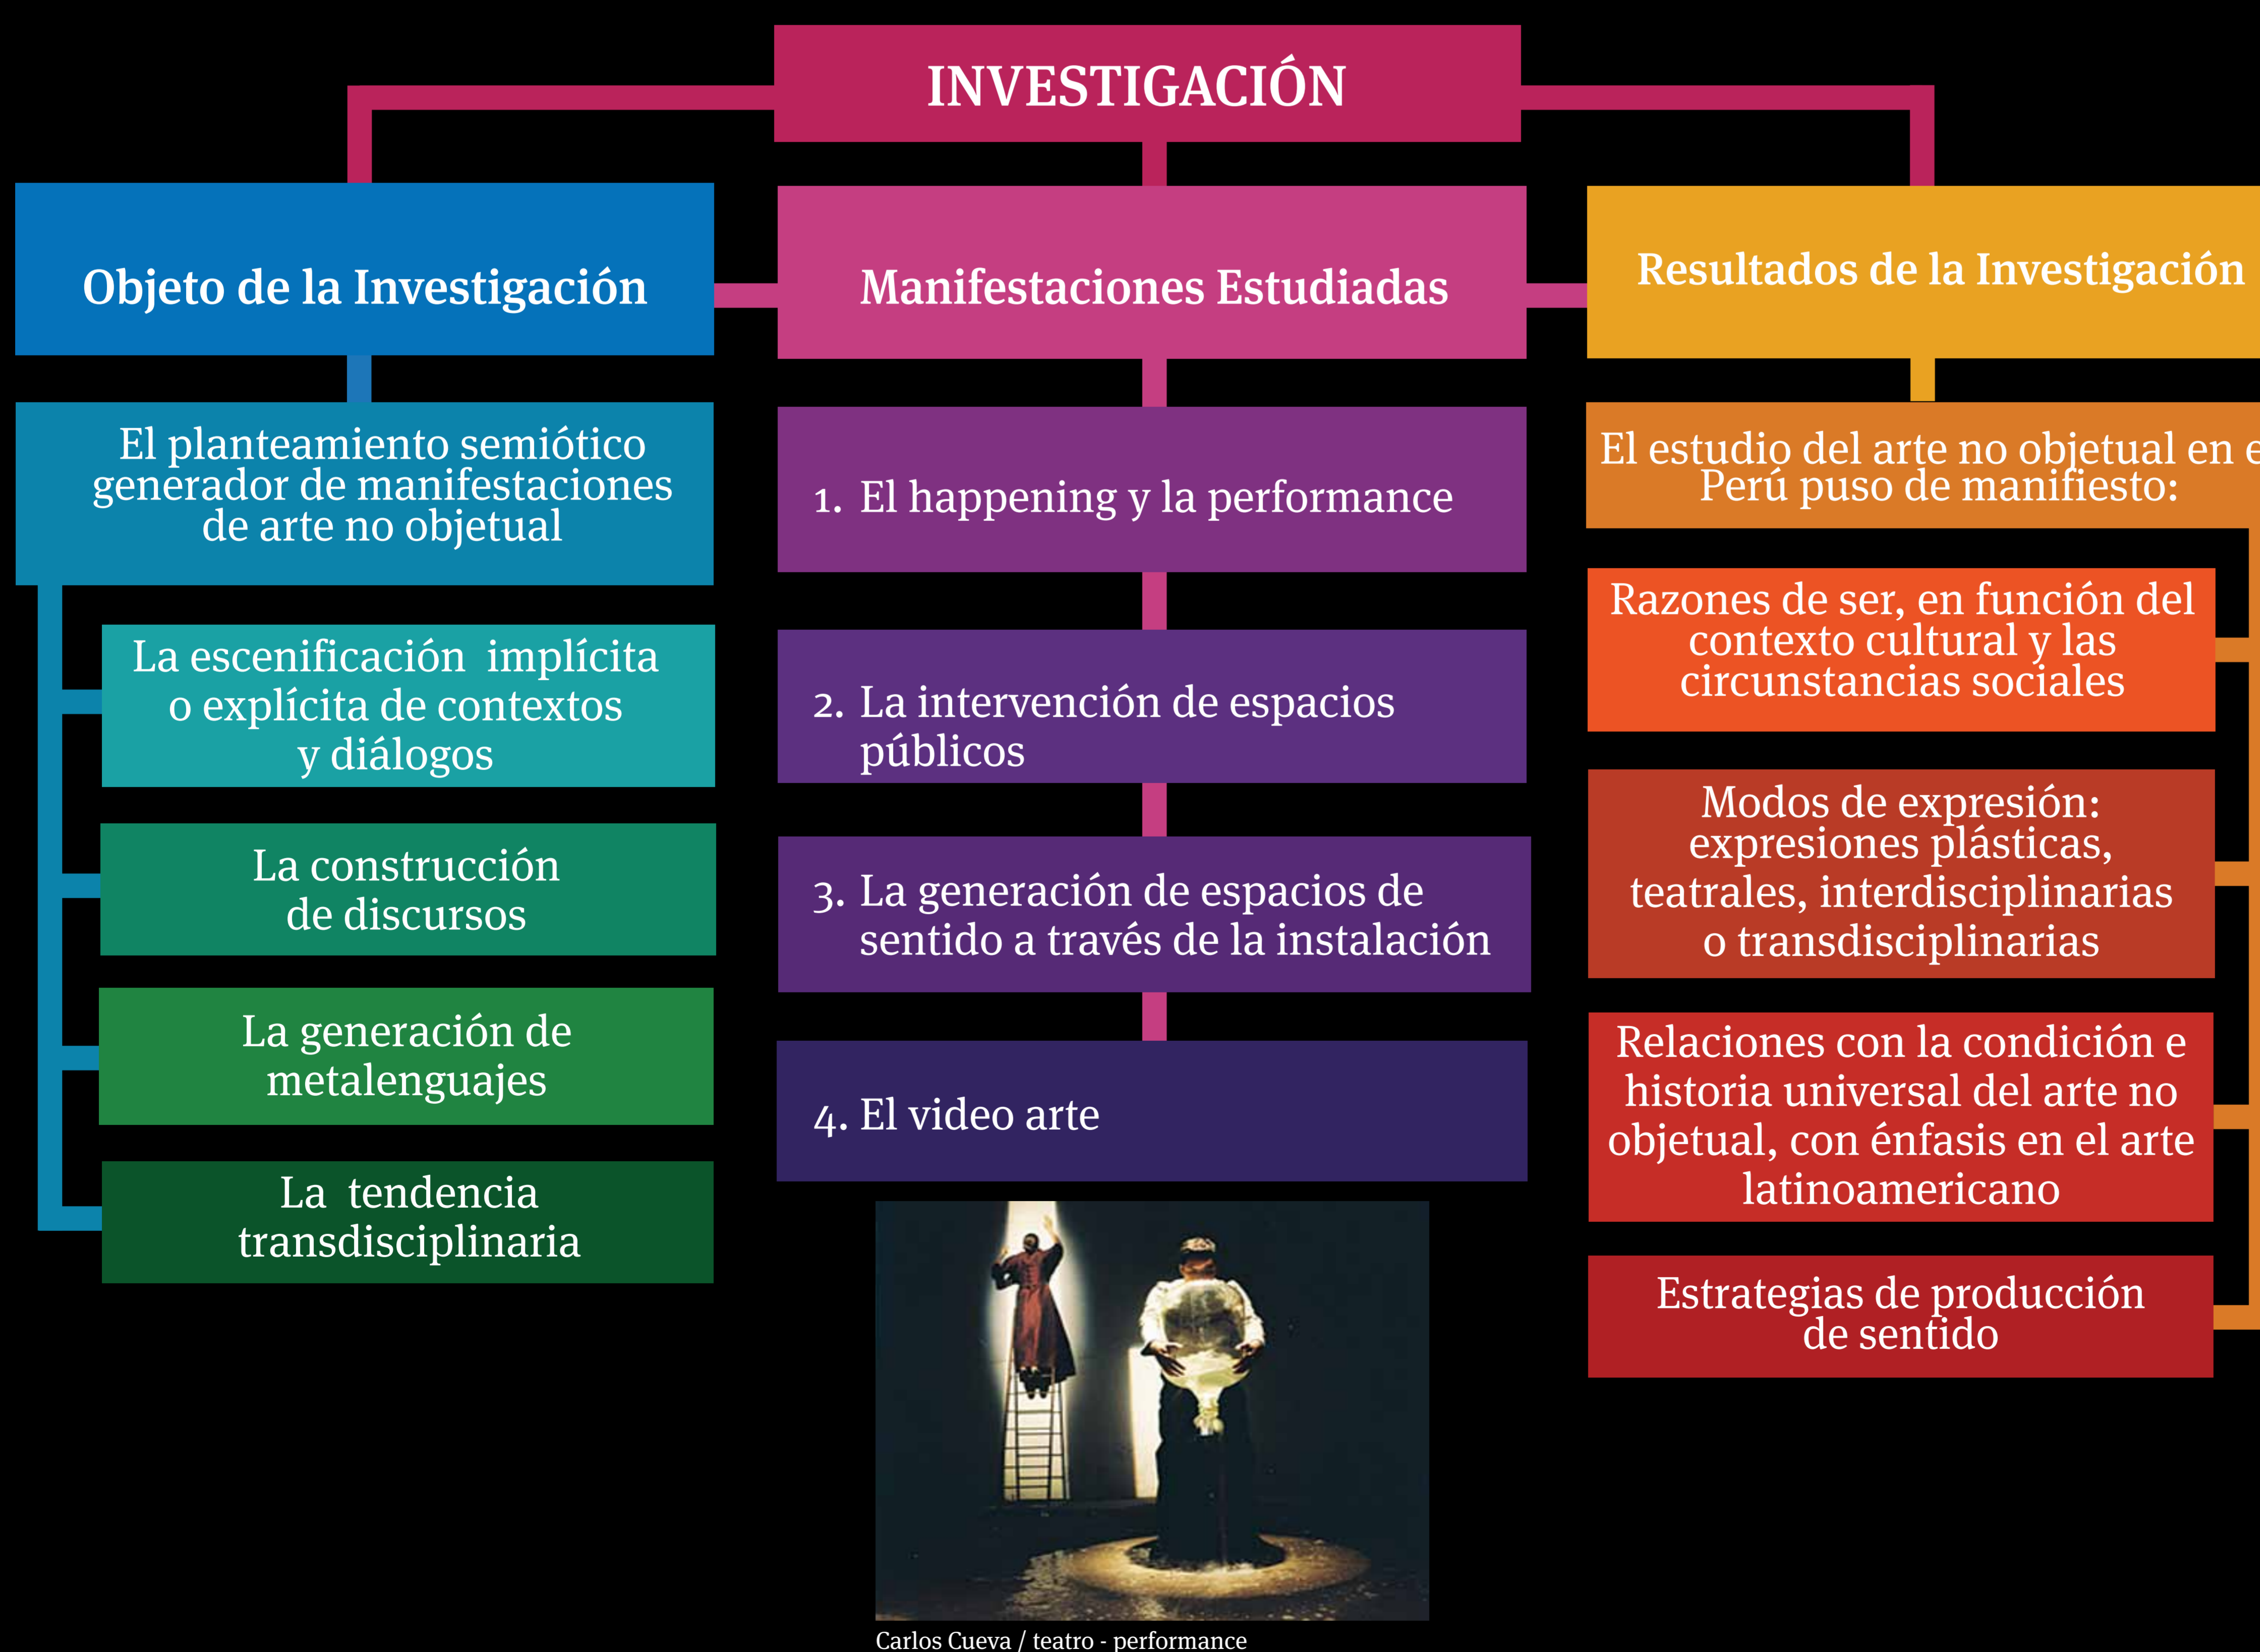 INVESTIGACIÓN
Objeto de la Investigación
El planteamiento semiótico
generador de manifestaciones
de arte no objetual
La escenificación implícita
o explícita de contextos
y diálogos
La construcción
de discursos
La generación de
metalenguajes
La tendencia
transdisciplinaria
Manifestaciones Estudiadas
1. El happening y la performance
2. La intervención de espacios
públicos
3. La generación de espacios de
sentido a través de la instalación
4. El video arte
Carlos Cueva / teatro - performance
Resultados de la Investigación
El estudio del arte no objetual en
Perú puso de manifiesto:
Razones de ser, en función del
contexto cultural y las
circunstancias sociales
Modos de expresión:
expresiones plásticas,
teatrales, interdisciplinarias
o transdisciplinarias
Relaciones con la condición e
historia universal del arte no
objetual, con énfasis en el arte
latinoamericano
Estrategias de producción
de sentido